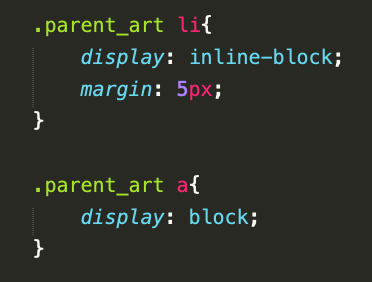 .parent_art li{
    display: inline-block;
    margin: 5px;
}

.parent_art a{
    display: block;
}